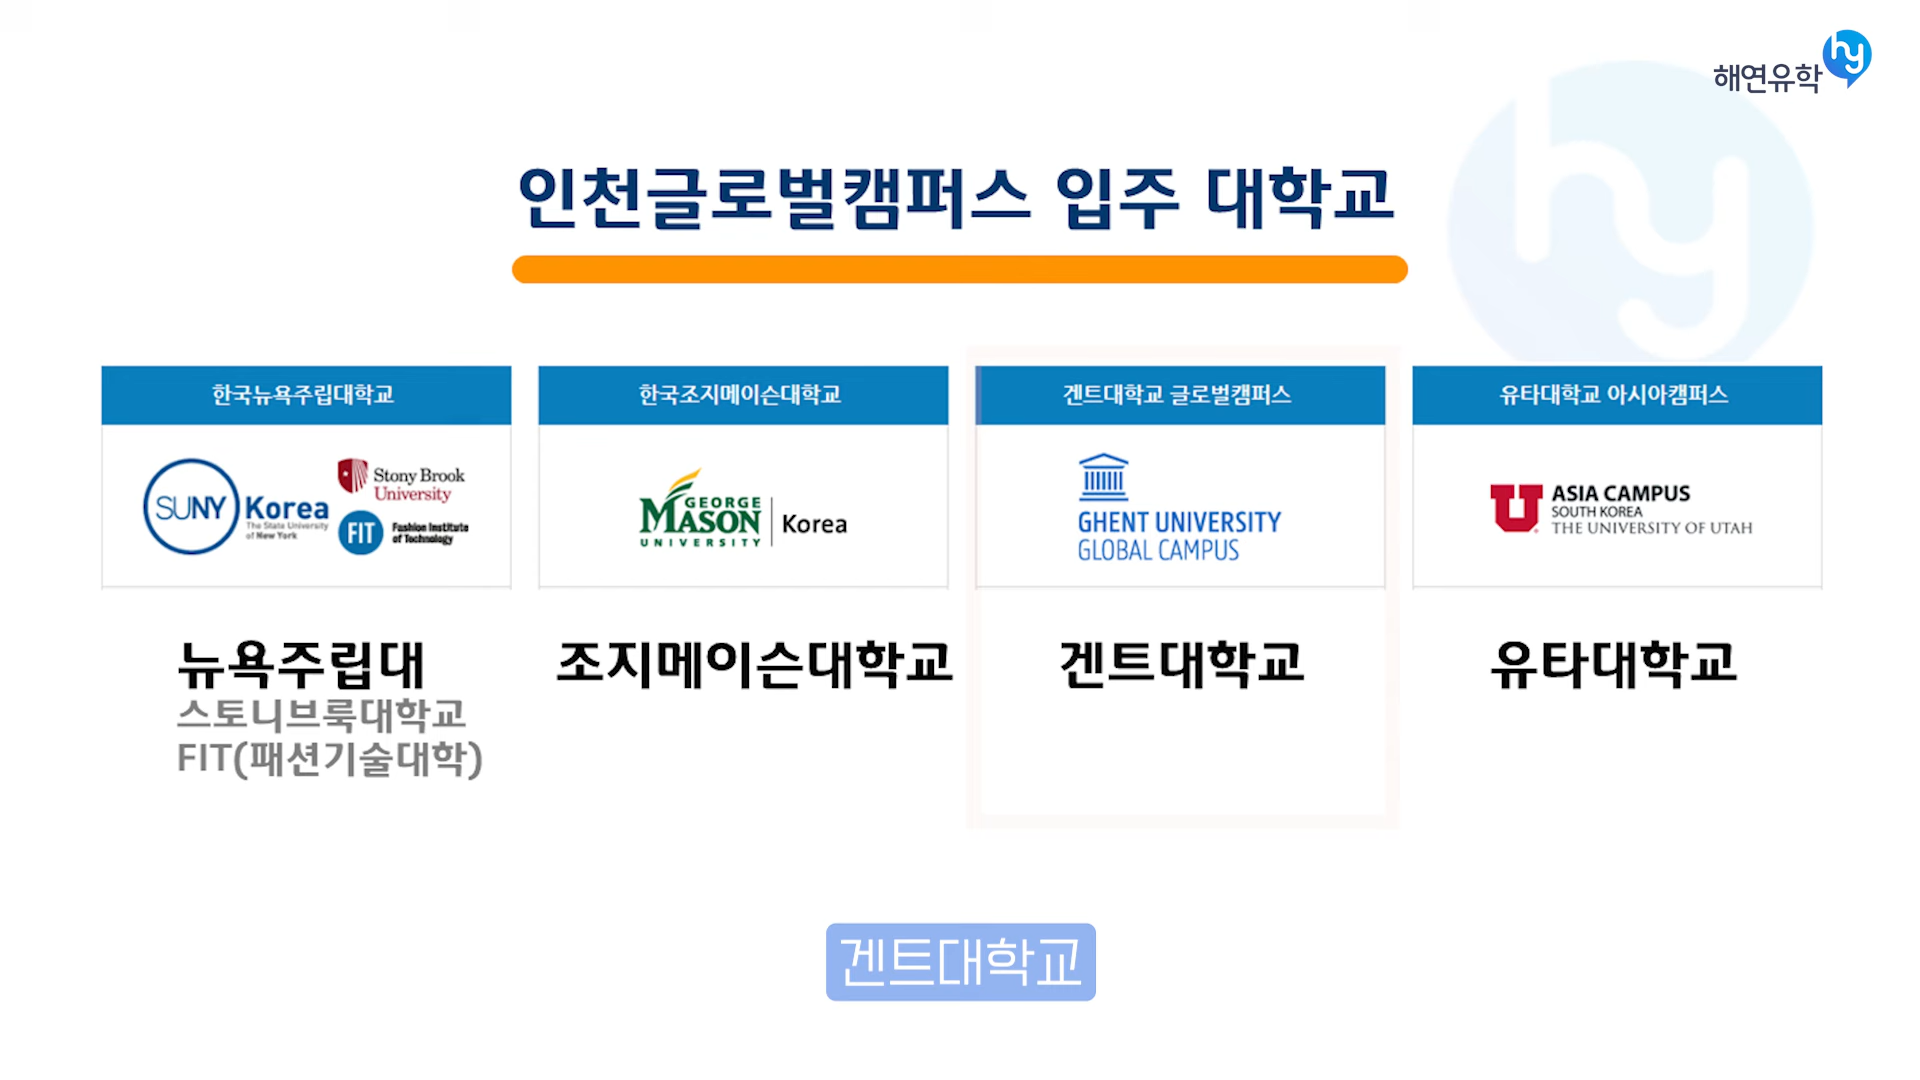 해연유학
hy
인천글로벌캠퍼스 입주 대학교
한국뉴욕주립대학교
SUNY Korea
The State University
of New York
Stony Brook
University
FIT
Fashion Institute
of Technology
뉴욕주립대
스토니브룩대학교
FIT(패션기술대학)
한국조지메이슨대학교
GEORGE
MASON
UNIVERSITY
Korea
조지메이슨대학교
겐트대학교 글로벌캠퍼스
GHENT UNIVERSITY
GLOBAL CAMPUS
겐트대학교
유타대학교 아시아캠퍼스
U
ASIA CAMPUS
SOUTH KOREA
THE UNIVERSITY OF UTAH
유타대학교
겐트대학교